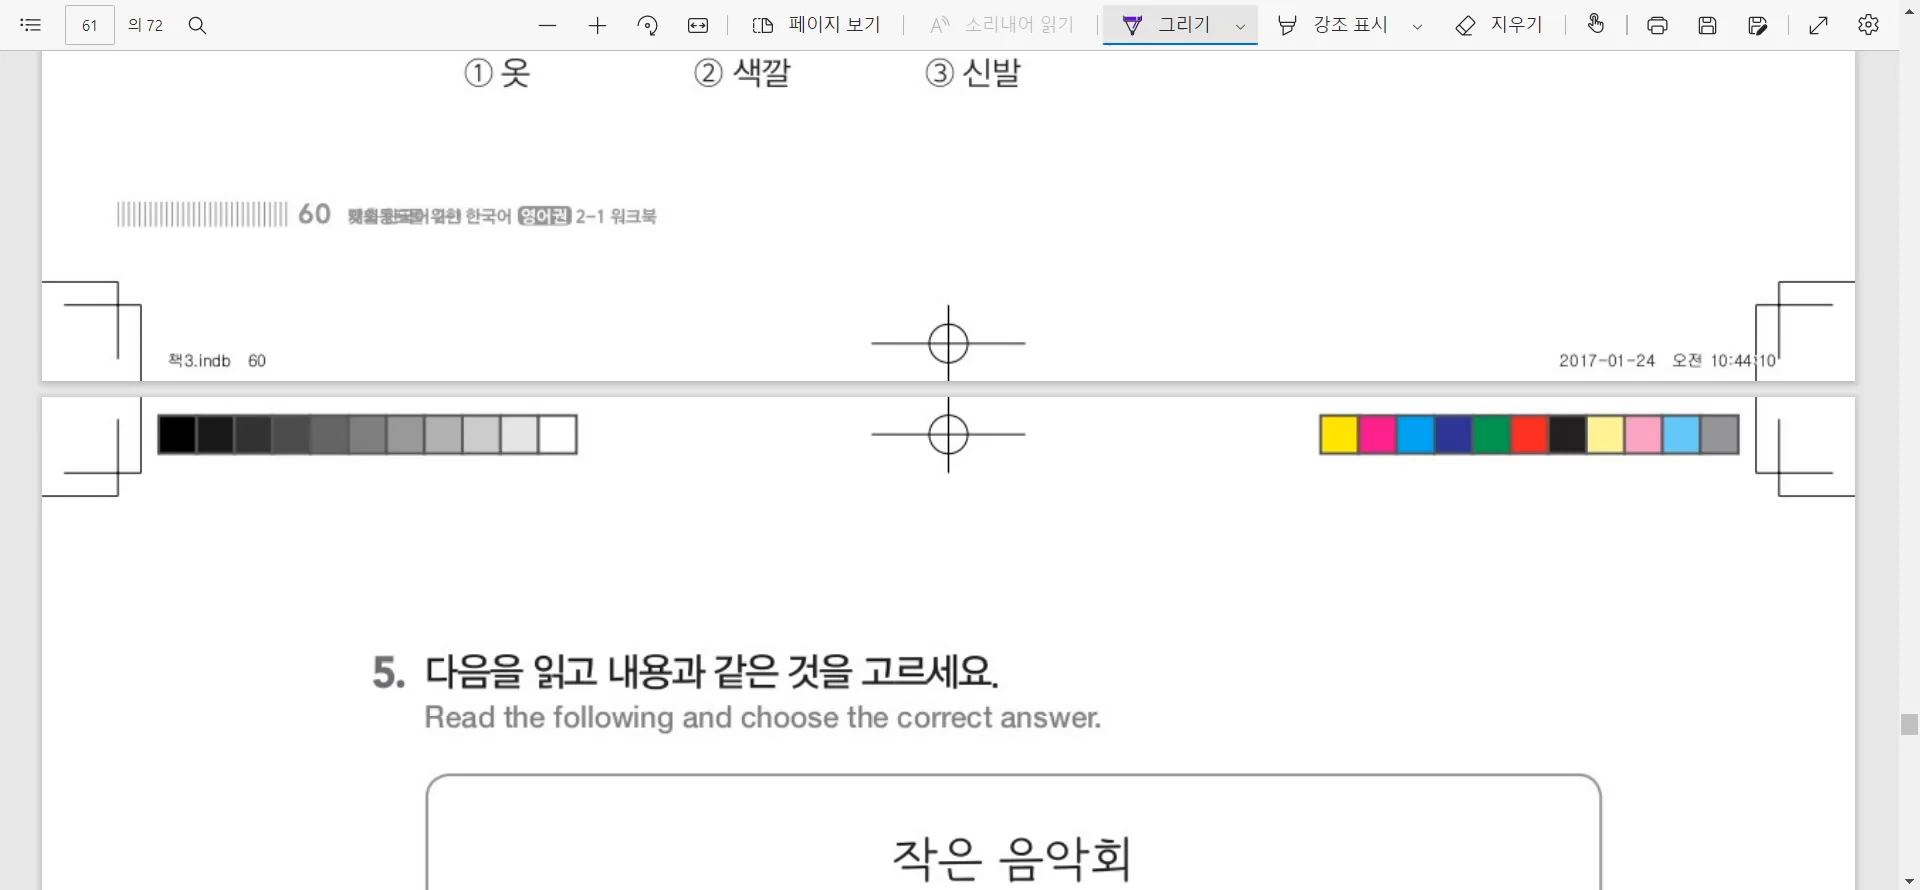 61 의 72 페이지 보기 소리내어 읽기 그리기 강조 표시 지우기
① 옷 ② 색깔 ③ 신발
60 한국어 영어권 2-1 워크북
책3.indb 60 2017-01-24 오전 10:44:10
5. 다음을 읽고 내용과 같은 것을 고르세요.
Read the following and choose the correct answer.
작은 음악회